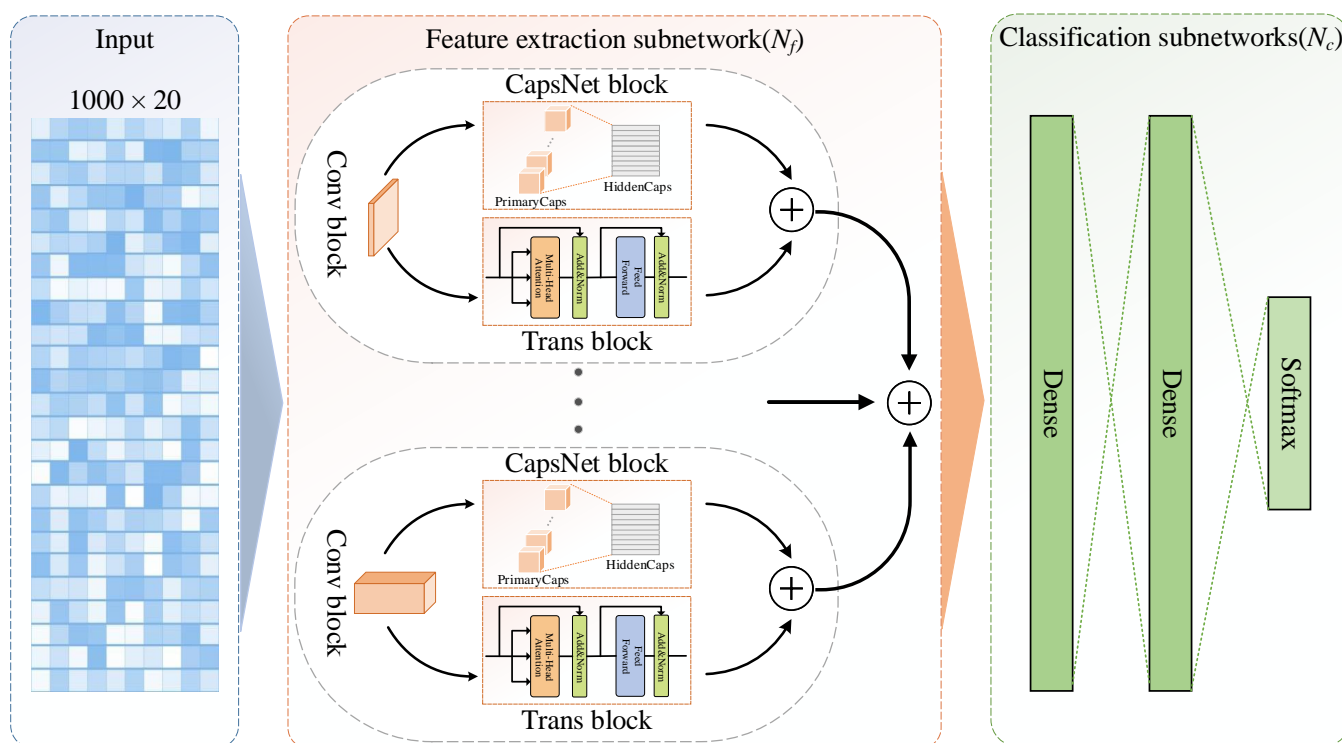 Input
1000 × 20
Feature extraction subnetwork(N_f)
CapsNet block
Conv block
PrimaryCaps
HiddenCaps
Multi-Head
Attention
Add&Norm
Feed
Forward
Add&Norm
Trans block
CapsNet block
Conv block
PrimaryCaps
HiddenCaps
Multi-Head
Attention
Add&Norm
Feed
Forward
Add&Norm
Trans block
Classification subnetworks(N_c)
Dense
Dense
Softmax